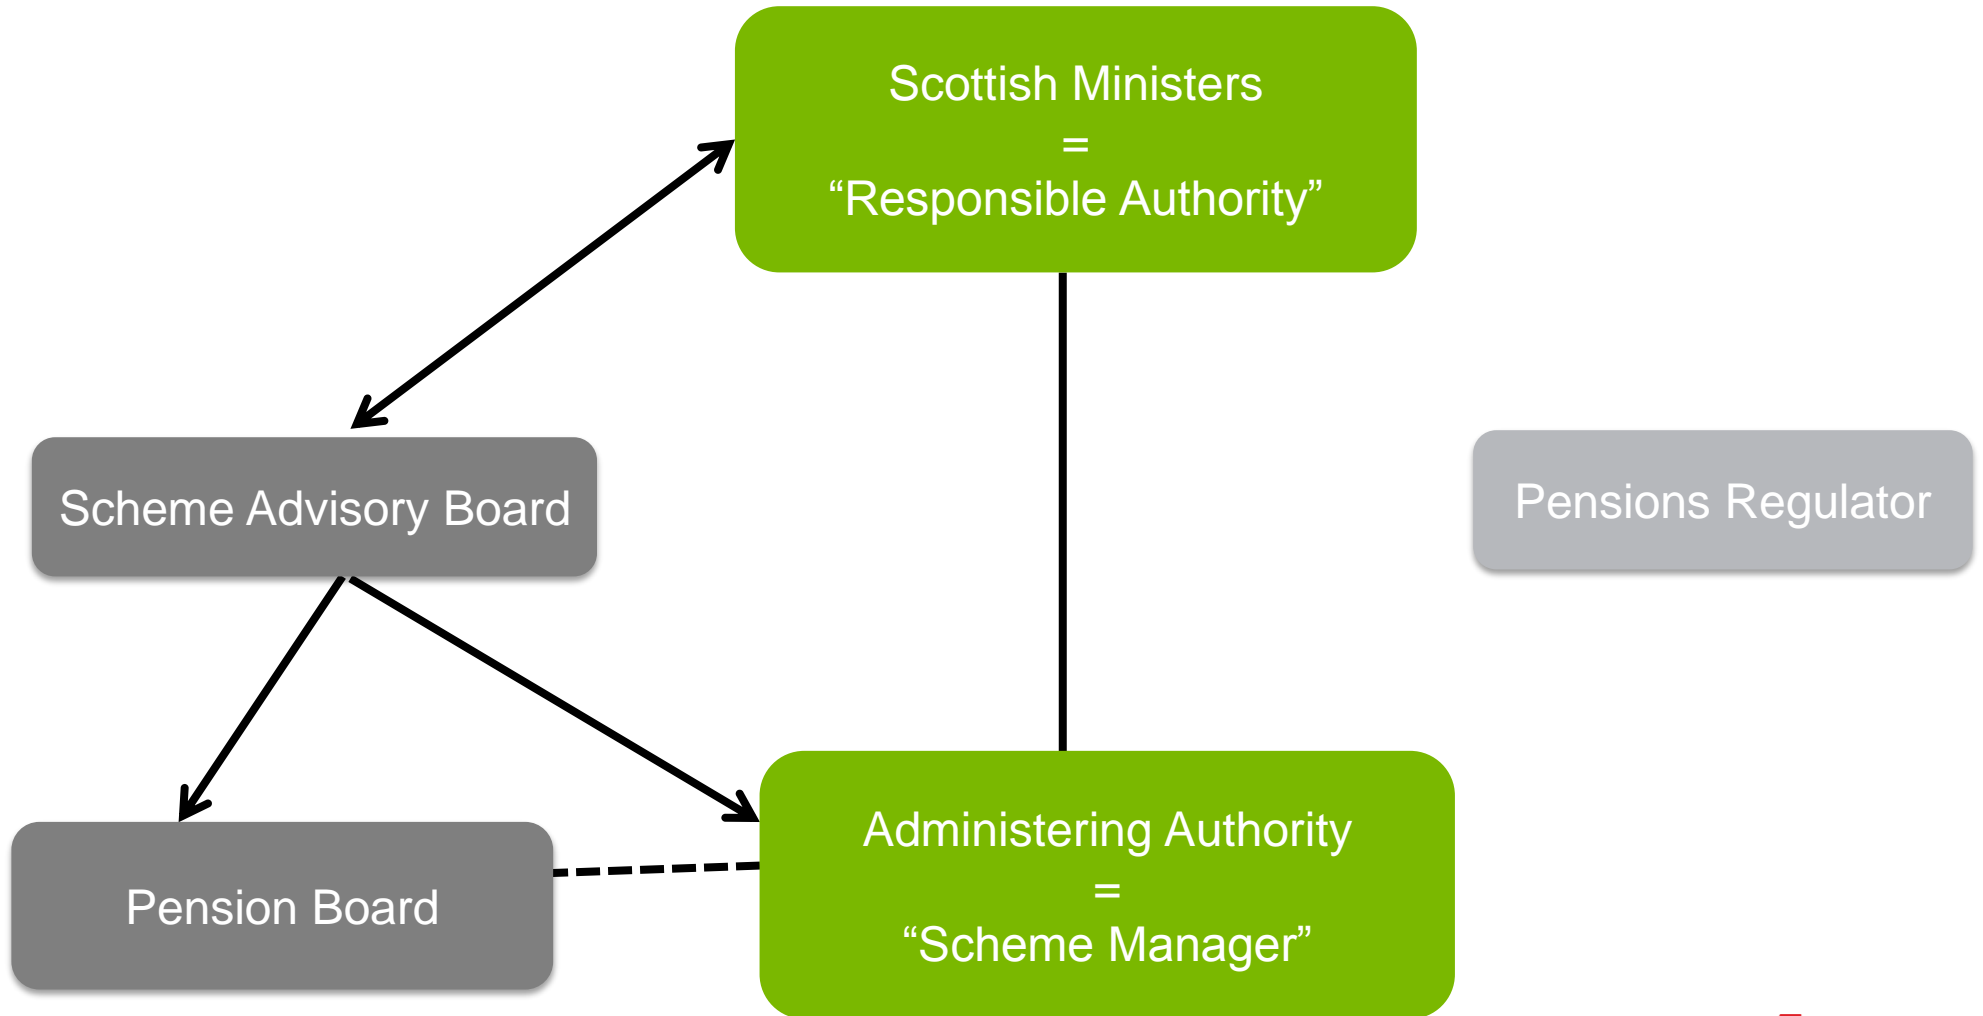 Scottish Ministers
=
“Responsible Authority”
Scheme Advisory Board
Pensions Regulator
Pension Board
Administering Authority
=
“Scheme Manager”